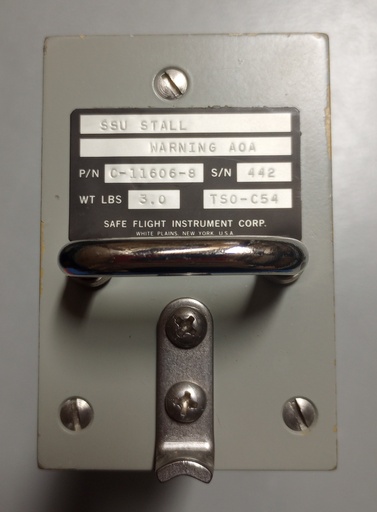 SSU STALL
WARNING AOA
P/N C-11606-8 S/N 442
WT LBS 3.0 TSO-C54
SAFE FLIGHT INSTRUMENT CORP.
WHITE PLAINS, NEW YORK, U.S.A.